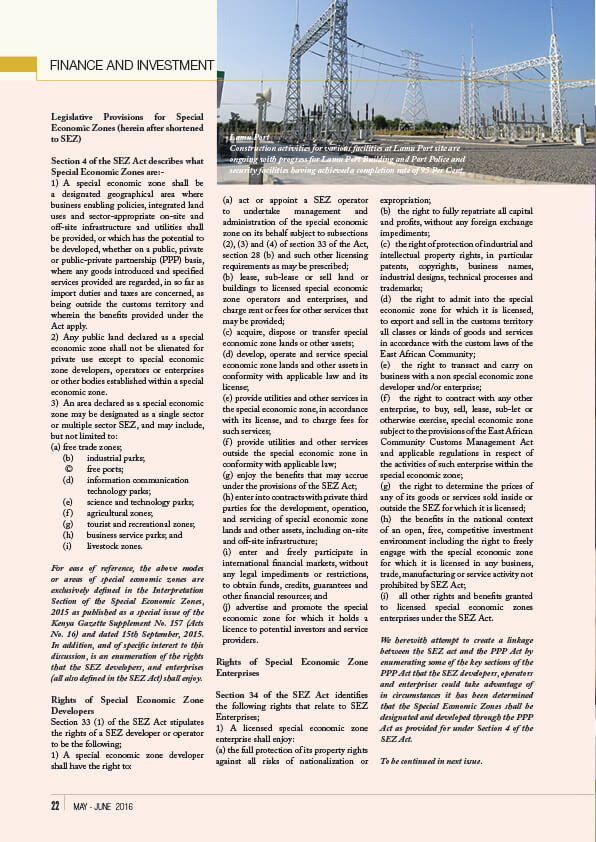 FINANCE AND INVESTMENT
Lamu Port
Construction activities for various facilities at Lamu Port site are
ongoing with progress for Lamu Port Building and Port Police and
security facilities having achieved a completion rate of 95 Per Cent.
Legislative Provisions for Special
Economic Zones (herein after shortened
to SEZ)
Section 4 of the SEZ Act describes what
Special Economic Zones are:-
1) A special economic zone shall be
a designated geographical area where
business enabling policies, integrated land
uses and sector-appropriate on-site and
off-site infrastructure and utilities shall
be provided, or which has the potential to
be developed, whether on a public, private
or public-private partnership (PPP) basis,
where any goods introduced and specified
services provided are regarded, in so far as
import duties and taxes are concerned, as
being outside the customs territory and
wherein the benefits provided under the
Act apply.
2) Any public land declared as a special
economic zone shall not be alienated for
private use except to special economic
zone developers, operators or enterprises
or other bodies established within a special
economic zone.
3) An area declared as a special economic
zone may be designated as a single sector
or multiple sector SEZ, and may include,
but not limited to:
(a) free trade zones;
(b) industrial parks;
© free ports;
(d) information communication
technology parks;
(e) science and technology parks;
(f) agricultural zones;
(g) tourist and recreational zones;
(h) business service parks; and
(i) livestock zones.
For ease of reference, the above modes
or areas of special economic zones are
exclusively defined in the Interpretation
Section of the Special Economic Zones,
2015 as published as a special issue of the
Kenya Gazette Supplement No. 157 (Acts
No. 16) and dated 15th September, 2015.
In addition, and of specific interest to this
discussion, is an enumeration of the rights
that the SEZ developers, and enterprises
(all also defined in the SEZ Act) shall enjoy.
Rights of Special Economic Zone
Developers
Section 33 (1) of the SEZ Act stipulates
the rights of a SEZ developer or operator
to be the following;
1) A special economic zone developer
shall have the right to:
(a) act or appoint a SEZ operator
to undertake management and
administration of the special economic
zone on its behalf subject to subsections
(2), (3) and (4) of section 33 of the Act,
section 28 (b) and such other licensing
requirements as may be prescribed;
(b) lease, sub-lease or sell land or
buildings to licensed special economic
zone operators and enterprises, and
charge rent or fees for other services that
may be provided;
(c) acquire, dispose or transfer special
economic zone lands or other assets;
(d) develop, operate and service special
economic zone lands and other assets in
conformity with applicable law and its
license;
(e) provide utilities and other services in
the special economic zone, in accordance
with its license, and to charge fees for
such services;
(f) provide utilities and other services
outside the special economic zone in
conformity with applicable law;
(g) enjoy the benefits that may accrue
under the provisions of the SEZ Act;
(h) enter into contracts with private third
parties for the development, operation,
and servicing of special economic zone
lands and other assets, including on-site
and off-site infrastructure;
(i) enter and freely participate in
international financial markets, without
any legal impediments or restrictions,
to obtain funds, credits, guarantees and
other financial resources; and
(j) advertise and promote the special
economic zone for which it holds a
licence to potential investors and service
providers.
Rights of Special Economic Zone
Enterprises
Section 34 of the SEZ Act identifies
the following rights that relate to SEZ
Enterprises;
1) A licensed special economic zone
enterprise shall enjoy:
(a) the full protection of its property rights
against all risks of nationalization or
expropriation;
(b) the right to fully repatriate all capital
and profits, without any foreign exchange
impediments;
(c) the right of protection of industrial and
intellectual property rights, in particular
patents, copyrights, business names,
industrial designs, technical processes and
trademarks;
(d) the right to admit into the special
economic zone for which it is licensed,
to export and sell in the customs territory
all classes or kinds of goods and services
in accordance with the custom laws of the
East African Community;
(e) the right to transact and carry on
business with a non special economic zone
developer and/or enterprise;
(f) the right to contract with any other
enterprise, to buy, sell, lease, sub-let or
otherwise exercise, special economic zone
subject to the provisions of the East African
Community Customs Management Act
and applicable regulations in respect of
the activities of such enterprise within the
special economic zone;
(g) the right to determine the prices of
any of its goods or services sold inside or
outside the SEZ for which it is licensed;
(h) the benefits in the national context
of an open, free, competitive investment
environment including the right to freely
engage with the special economic zone
for which it is licensed in any business,
trade, manufacturing or service activity not
prohibited by SEZ Act;
(i) all other rights and benefits granted
to licensed special economic zones
enterprises under the SEZ Act.
We herewith attempt to create a linkage
between the SEZ act and the PPP Act by
enumerating some of the key sections of the
PPP Act that the SEZ developers, operators
and enterprises could take advantage of
in circumstances it has been determined
that the Special Economic Zones shall be
designated and developed through the PPP
Act as provided for under Section 4 of the
SEZ Act.
To be continued in next issue.
22 MAY - JUNE 2016